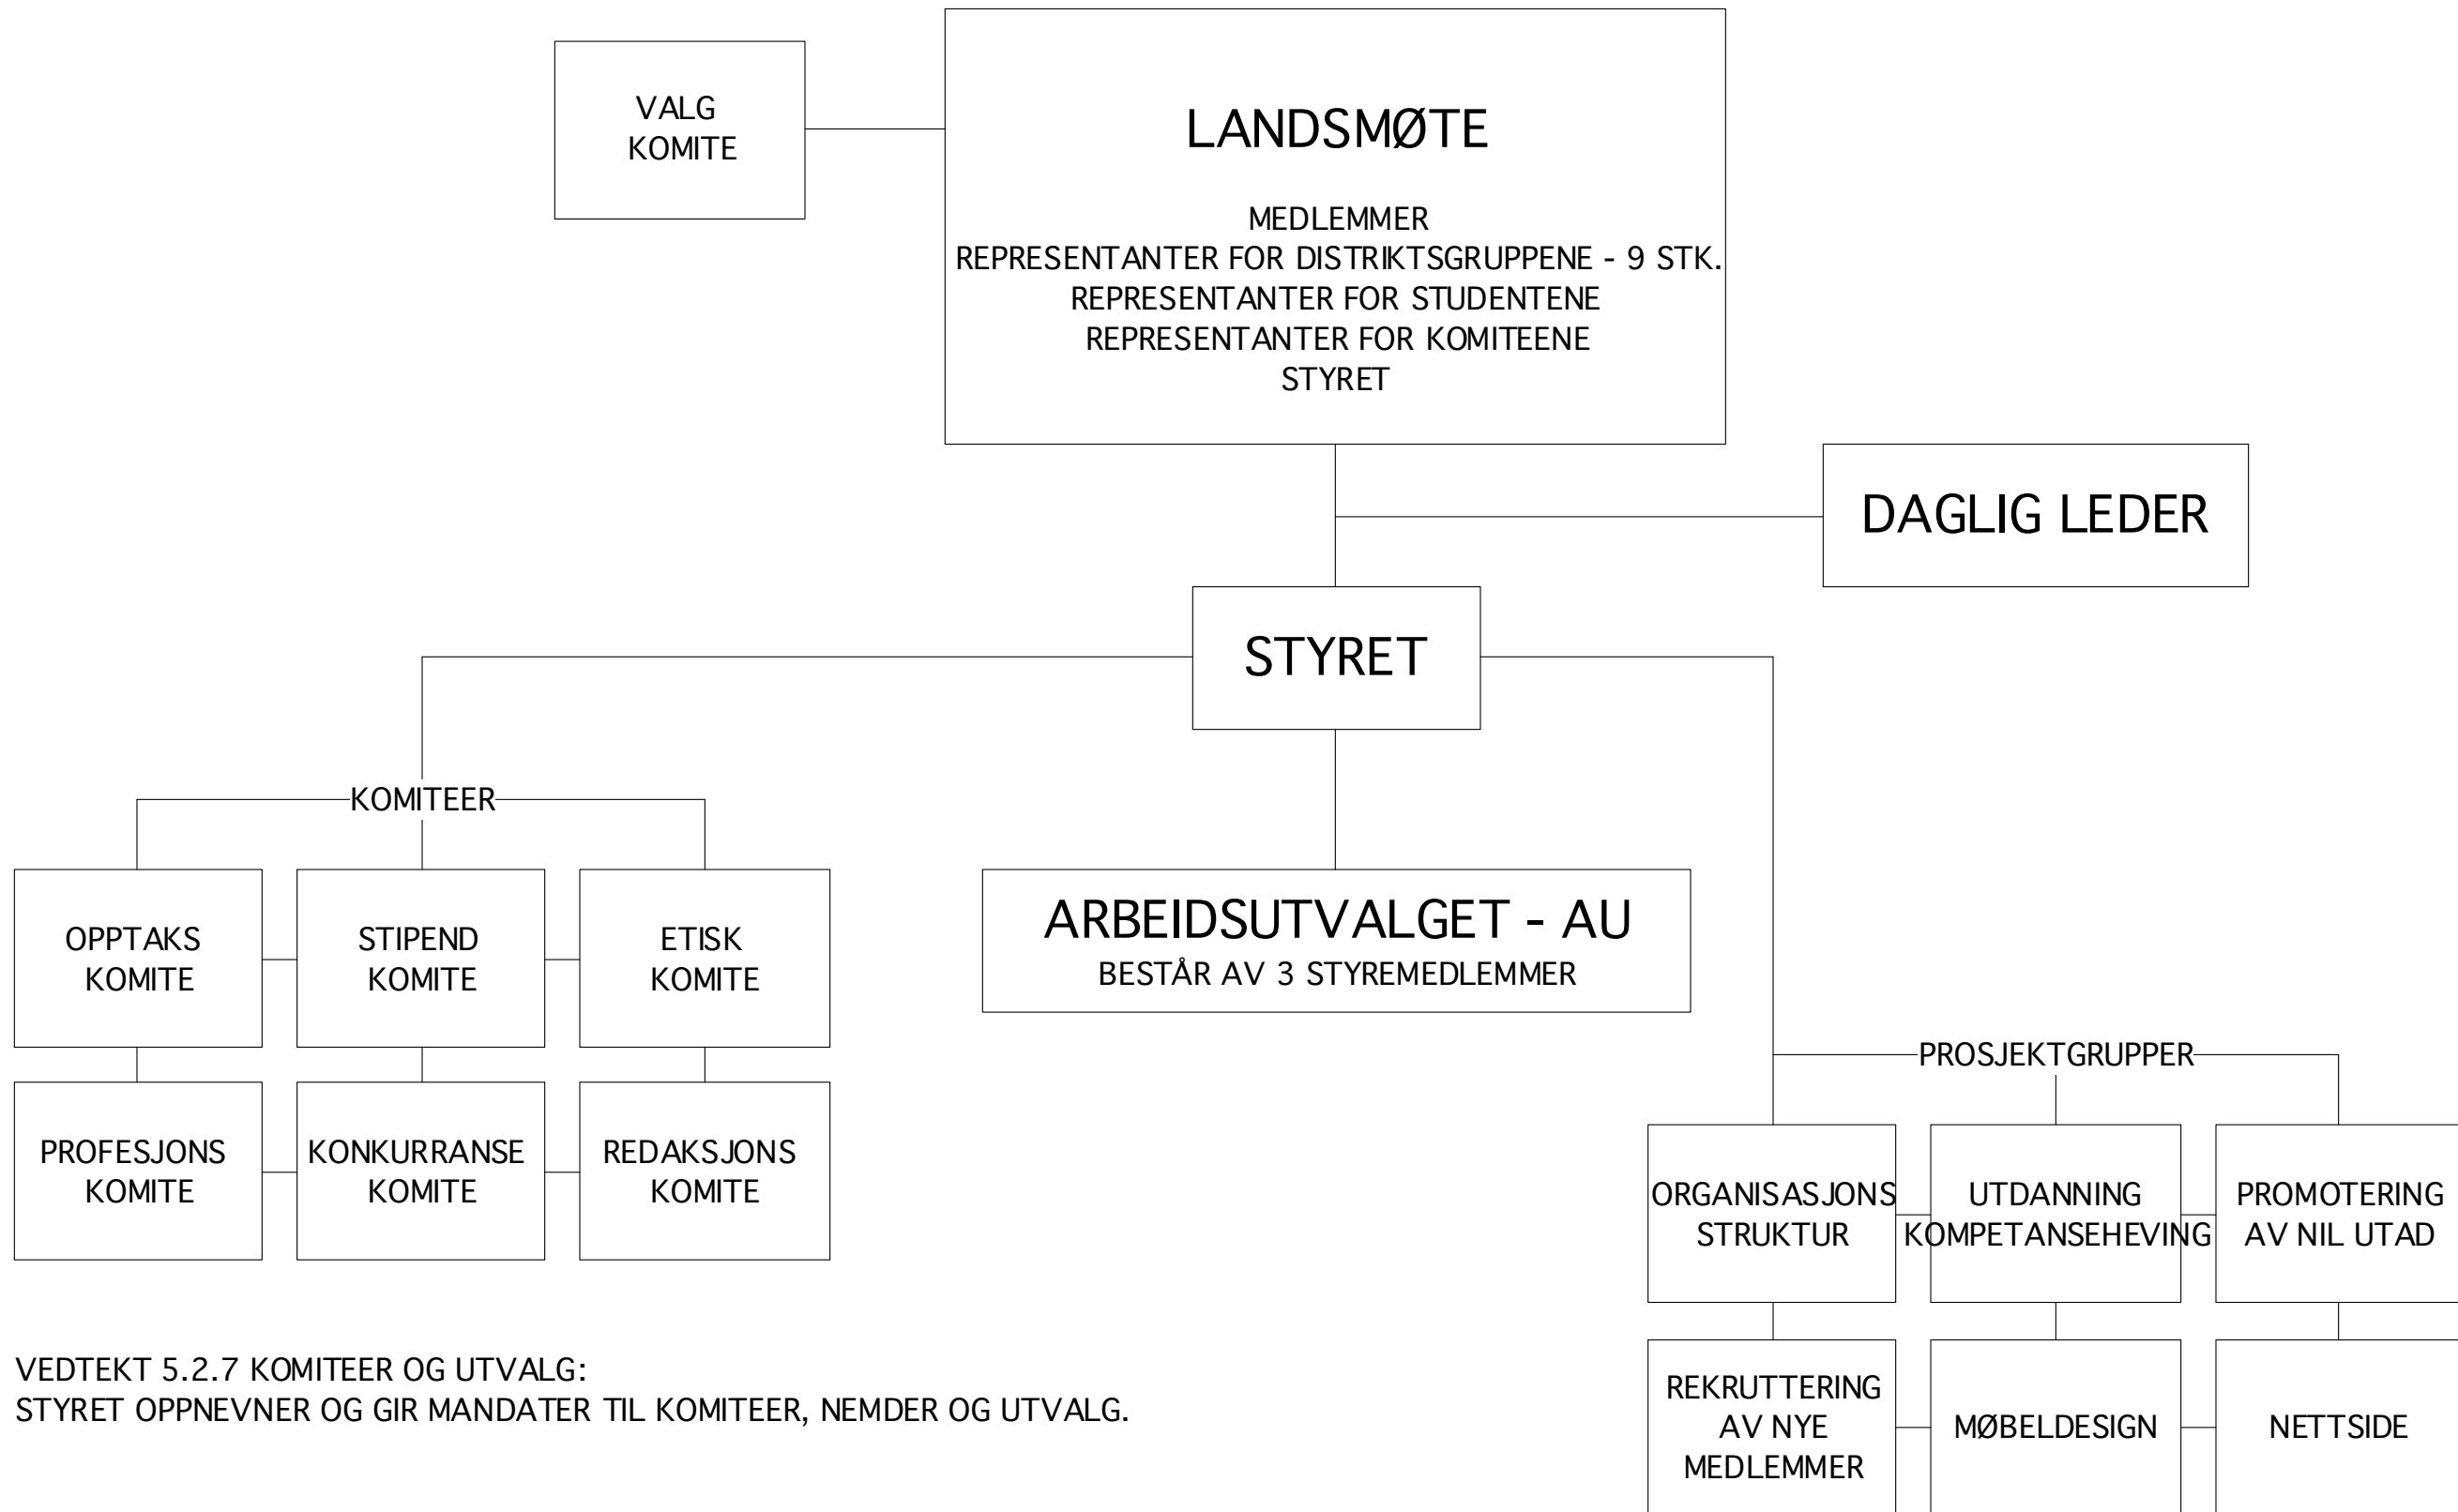 VALG
KOMITE
LANDSMØTE
MEDLEMMER
REPRESENTANTER FOR DISTRIKTSGRUPPENE - 9 STK.
REPRESENTANTER FOR STUDENTENE
REPRESENTANTER FOR KOMITEENE
STYRET
DAGLIG LEDER
STYRET
KOMITEER
OPPTAKS
KOMITE
STIPEND
KOMITE
ETISK
KOMITE
ARBEIDSUTVALGET - AU
BESTÅR AV 3 STYREMEDLEMMER
PROFESJONS
KOMITE
KONKURRANSE
KOMITE
REDAKSJONS
KOMITE
PROSJEKTGRUPPER
ORGANISASJONS
STRUKTUR
UTDANNING
KOMPETANSEHEVING
PROMOTERING
AV NIL UTAD
REKRUTTERING
AV NYE
MEDLEMMER
MØBELDESIGN
NETTSIDE
VEDTEKT 5.2.7 KOMITEER OG UTVALG:
STYRET OPPNEVNER OG GIR MANDATER TIL KOMITEER, NEMDER OG UTVALG.